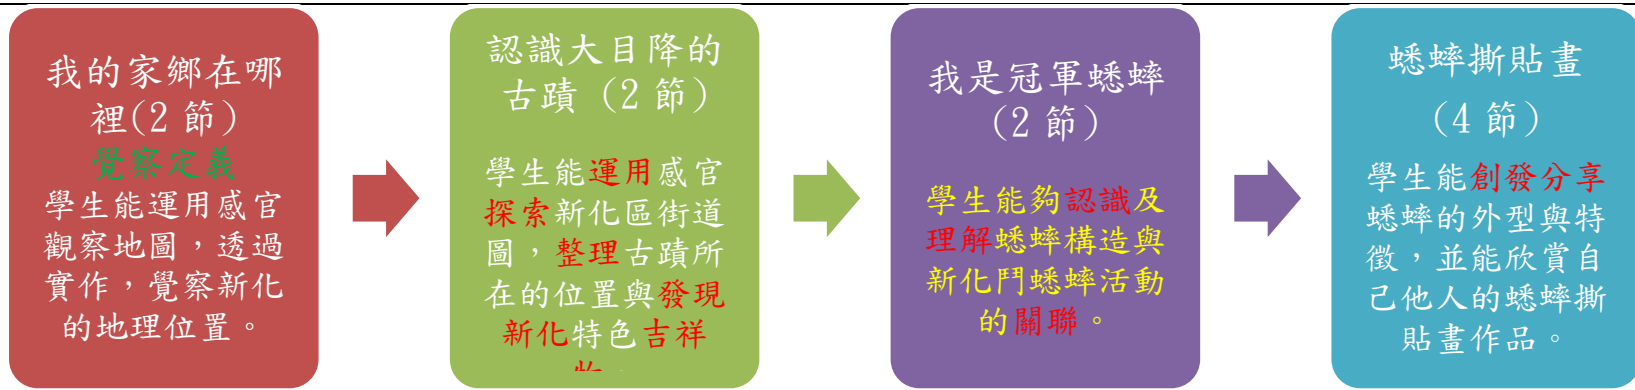 我的家鄉在哪
裡(2 節)
覺察定義
學生能運用感官
觀察地圖，透過
實作，覺察新化
的地理位置。
認識大目降的
古蹟（2 節）
學生能運用感官
探索新化區街道
圖，整理古蹟所
在的位置與發現
新化特色吉祥
物。
我是冠軍蟋蟀
(2 節)
學生能夠認識及
理解蟋蟀構造與
新化鬥蟋蟀活動
的關聯。
蟋蟀撕貼畫
(4 節)
學生能創發分享
蟋蟀的外型與特
徵，並能欣賞自
己他人的蟋蟀撕
貼畫作品。